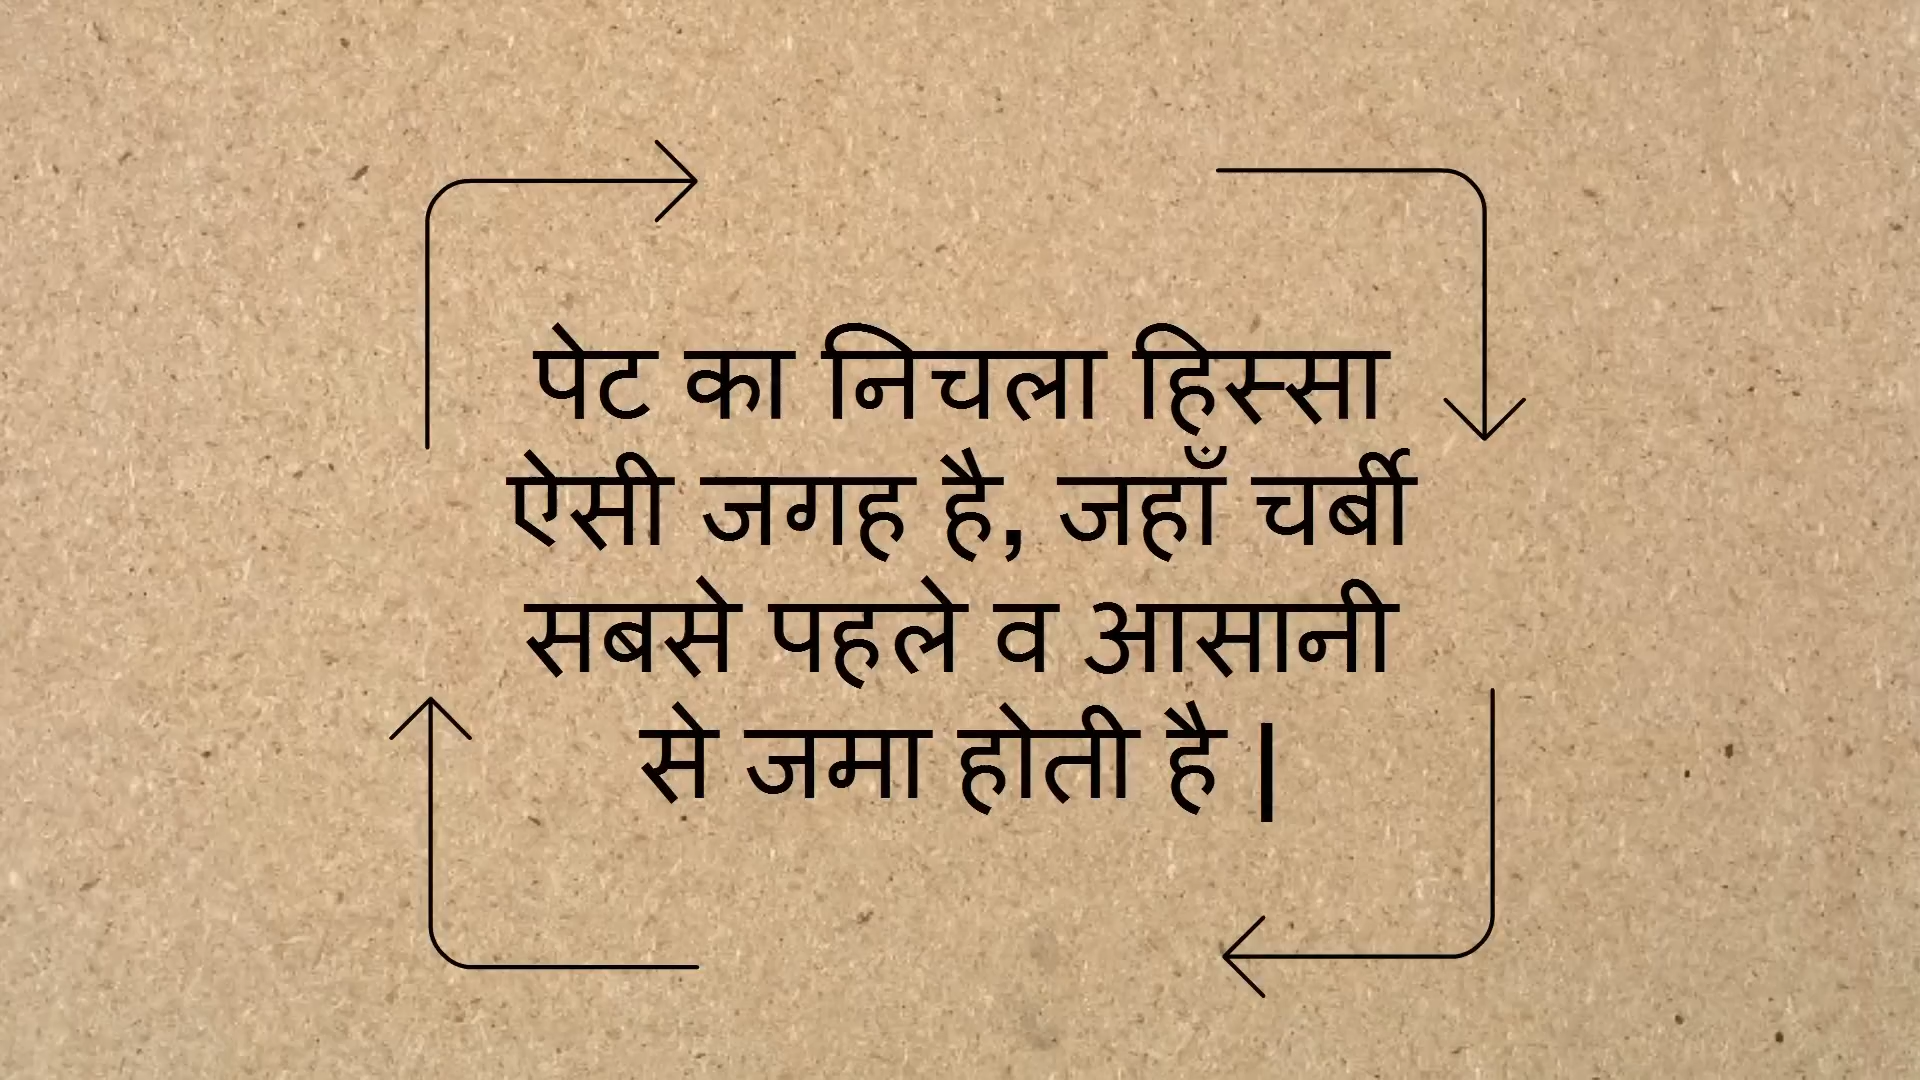 पेट का निचला हिस्सा
ऐसी जगह है, जहाँ चर्बी
सबसे पहले व आसानी
से जमा होती है |